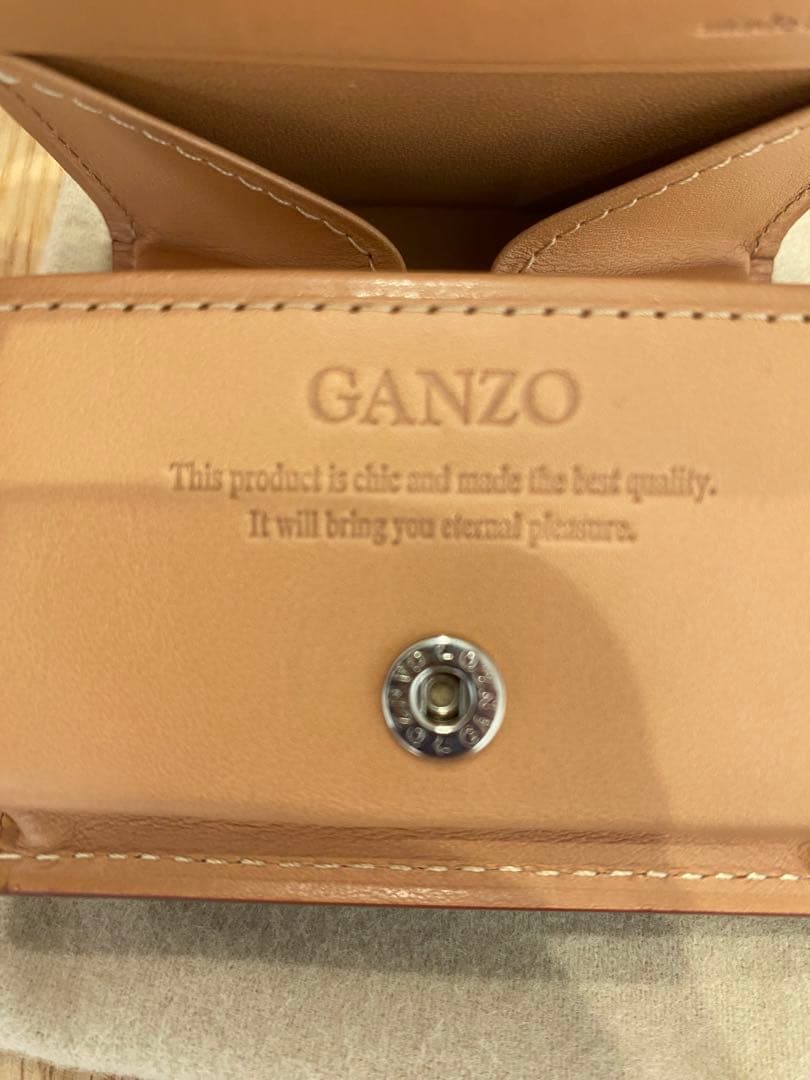 GANZO
This product is chic and made the best quality.
It will bring you eternal pleasure.